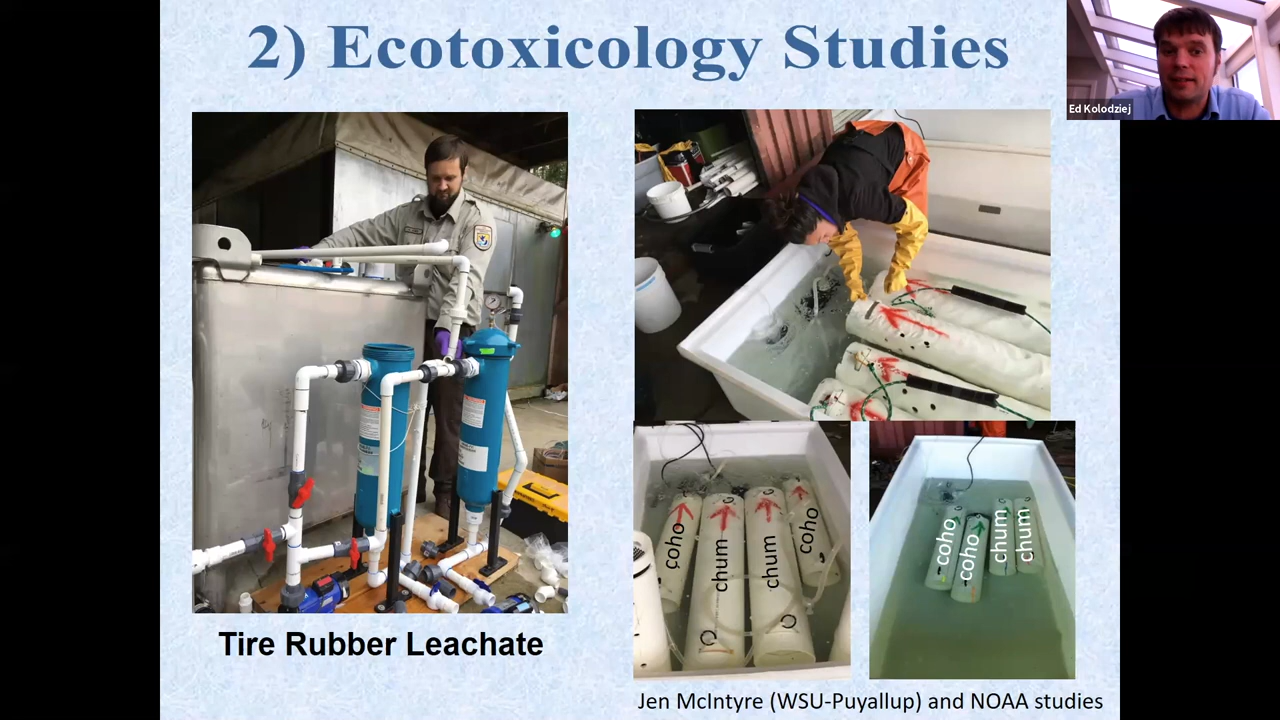 2) Ecotoxicology Studies
Ed Kolodziej
coho
chum
chum
coho
coho
coho
chum
chum
Tire Rubber Leachate
Jen McIntyre (WSU-Puyallup) and NOAA studies